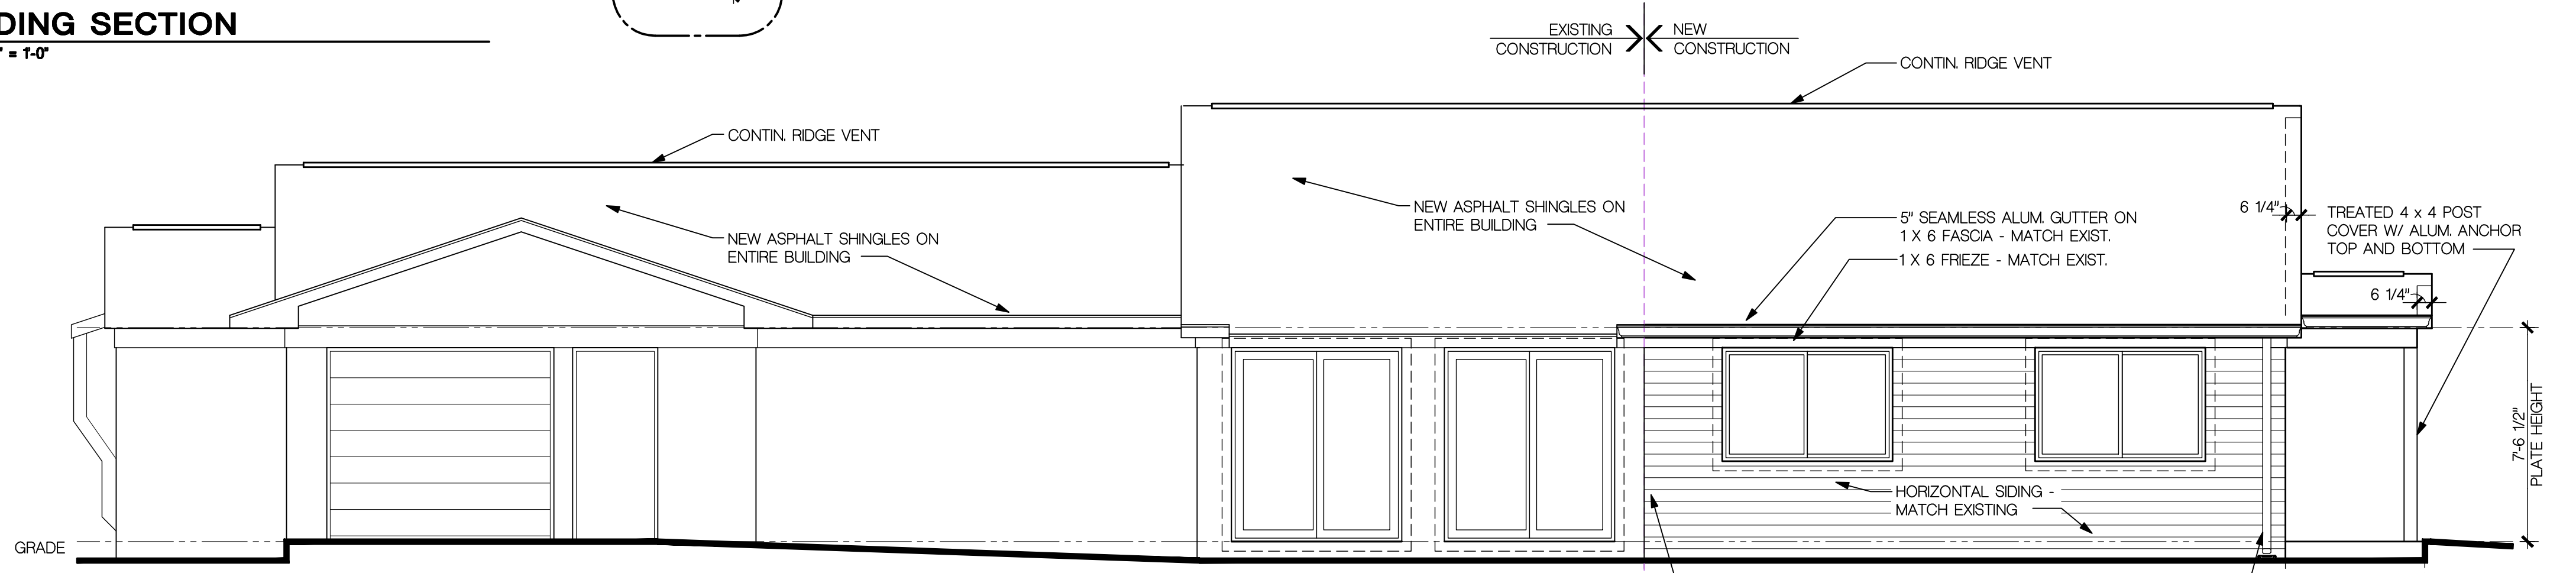 DING SECTION
" = 1'-0"
EXISTING
CONSTRUCTION
NEW
CONSTRUCTION
CONTIN. RIDGE VENT
CONTIN. RIDGE VENT
NEW ASPHALT SHINGLES ON
ENTIRE BUILDING
NEW ASPHALT SHINGLES ON
ENTIRE BUILDING
5" SEAMLESS ALUM. GUTTER ON
1 X 6 FASCIA - MATCH EXIST.
1 X 6 FRIEZE - MATCH EXIST.
6 1/4"
TREATED 4 x 4 POST
COVER W/ ALUM. ANCHOR
TOP AND BOTTOM
6 1/4"
7'-6 1/2"
PLATE HEIGHT
HORIZONTAL SIDING -
MATCH EXISTING
GRADE